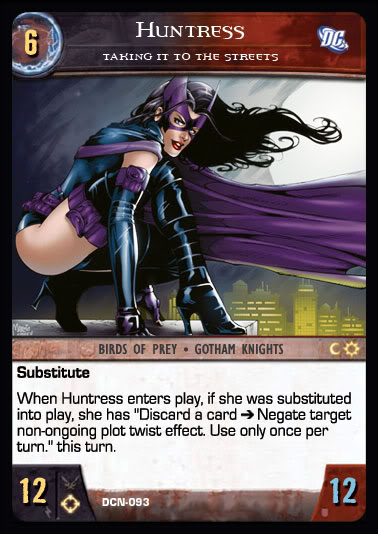 6
HUNTRESS
TAKING IT TO THE STREETS
DC
BIRDS OF PREY • GOTHAM KNIGHTS
Substitute
When Huntress enters play, if she was substituted
into play, she has "Discard a card ➔ Negate target
non-ongoing plot twist effect. Use only once per
turn." this turn.
12
DCN-093
12